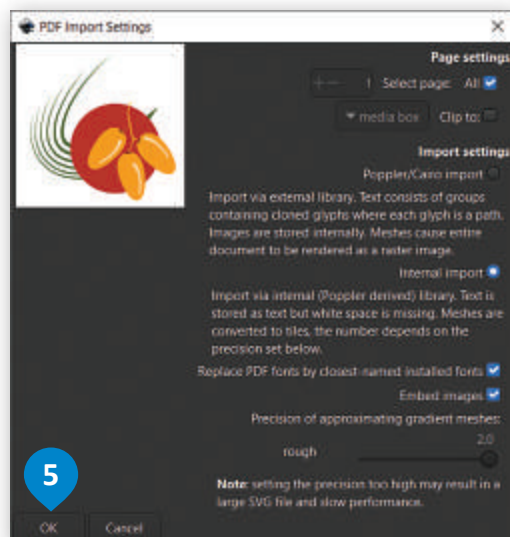 PDF Import Settings
Page settings
1 Select page: All
media box Clip to:
Import settings
Poppler/Cairo import
Import via external library. Text consists of groups
containing cloned glyphs where each glyph is a path.
Images are stored internally. Meshes cause entire
document to be rendered as a raster image.
Internal import
Import via internal (Poppler derived) library. Text is
stored as text but white space is missing. Meshes are
converted to tiles, the number depends on the
precision set below.
Replace PDF fonts by closest-named installed fonts
Embed images
Precision of approximating gradient meshes:
2.0
rough
Note: setting the precision too high may result in a
large SVG file and slow performance.
5
OK Cancel